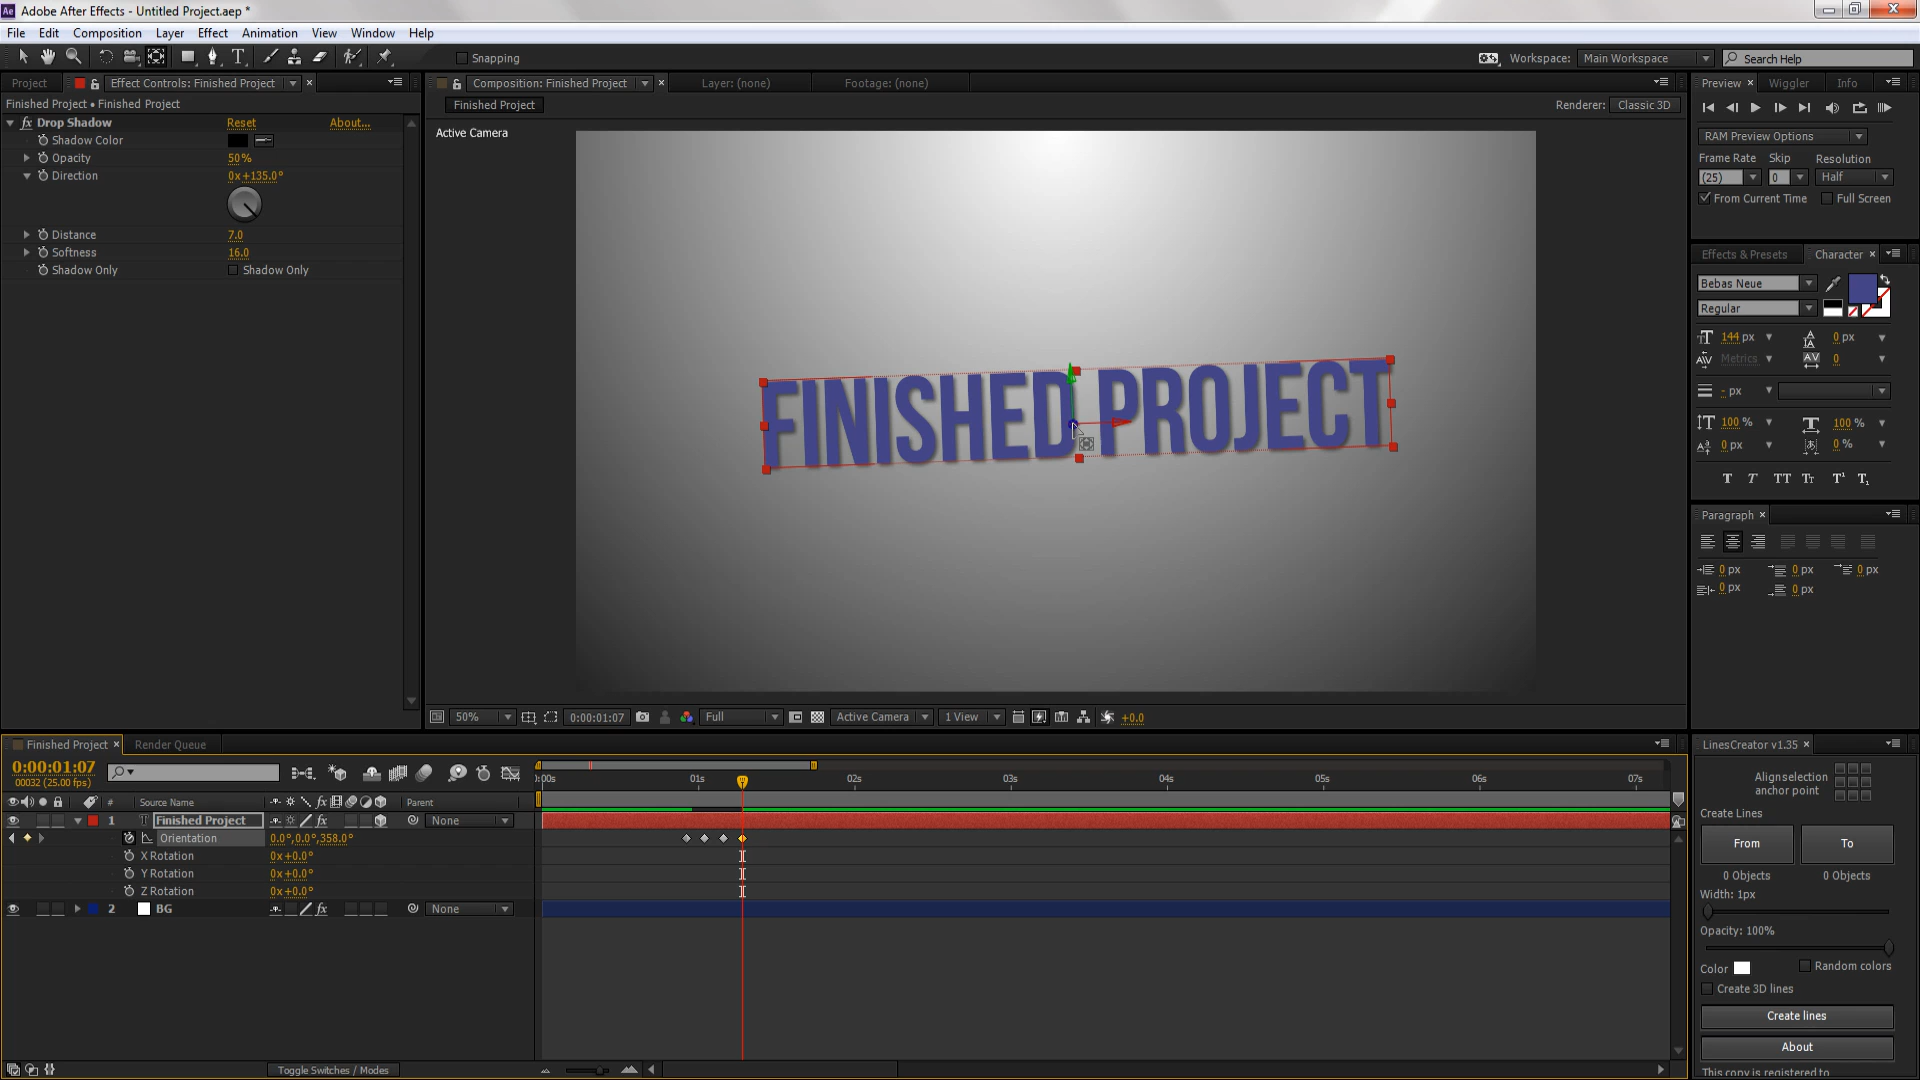 Adobe After Effects - Untitled Project.aep *
File Edit Composition Layer Effect Animation View Window Help
Snapping
Workspace: Main Workspace
Search Help
Project
Effect Controls: Finished Project
Finished Project • Finished Project
fx Drop Shadow Reset About...
Shadow Color
Opacity 50%
Direction 0x+135.0°
Distance 7.0
Softness 16.0
Shadow Only Shadow Only
Composition: Finished Project
Layer: (none)
Footage: (none)
Finished Project
Renderer: Classic 3D
Active Camera
FINISHED PROJECT
50% 0:00:01:07 Full Active Camera 1 View +0.0
Preview Wiggler Info
RAM Preview Options
Frame Rate Skip Resolution
(25) 0 Half
From Current Time Full Screen
Effects & Presets Character
Bebas Neue
Regular
144 px 0 px
Metrics 0
- px
100 % 100 %
0 px 0 %
T T TT Tr T¹ T₁
Paragraph
0 px 0 px 0 px
0 px 0 px
Finished Project Render Queue
0:00:01:07
00032 (25.00 fps)
:00s 01s 02s 03s 04s 05s 06s 07s
# Source Name fx Parent
1 T Finished Project fx None
Orientation 0.0°,0.0°,358.0°
X Rotation 0x+0.0°
Y Rotation 0x+0.0°
Z Rotation 0x+0.0°
2 BG fx None
Toggle Switches / Modes
LinesCreator v1.35
Align selection
anchor point
Create Lines
From To
0 Objects 0 Objects
Width: 1px
Opacity: 100%
Color Random colors
Create 3D lines
Create lines
About
This copy is registered to